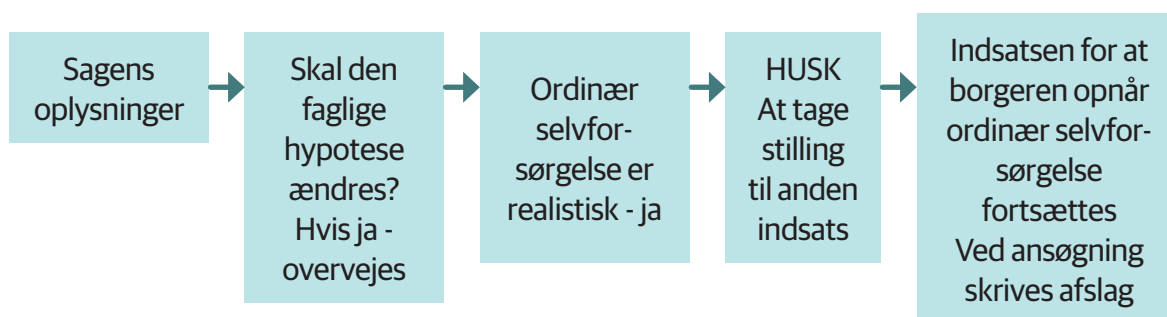 Sagens
oplysninger
Skal den
faglige
hypotese
ændres?
Hvis ja -
overvejes
Ordinær
selvfor-
sørgelse er
realistisk - ja
HUSK
At tage
stilling
til anden
indsats
Indsatsen for at
borgeren opnår
ordinær selvfor-
sørgelse
fortsættes
Ved ansøgning
skrives afslag